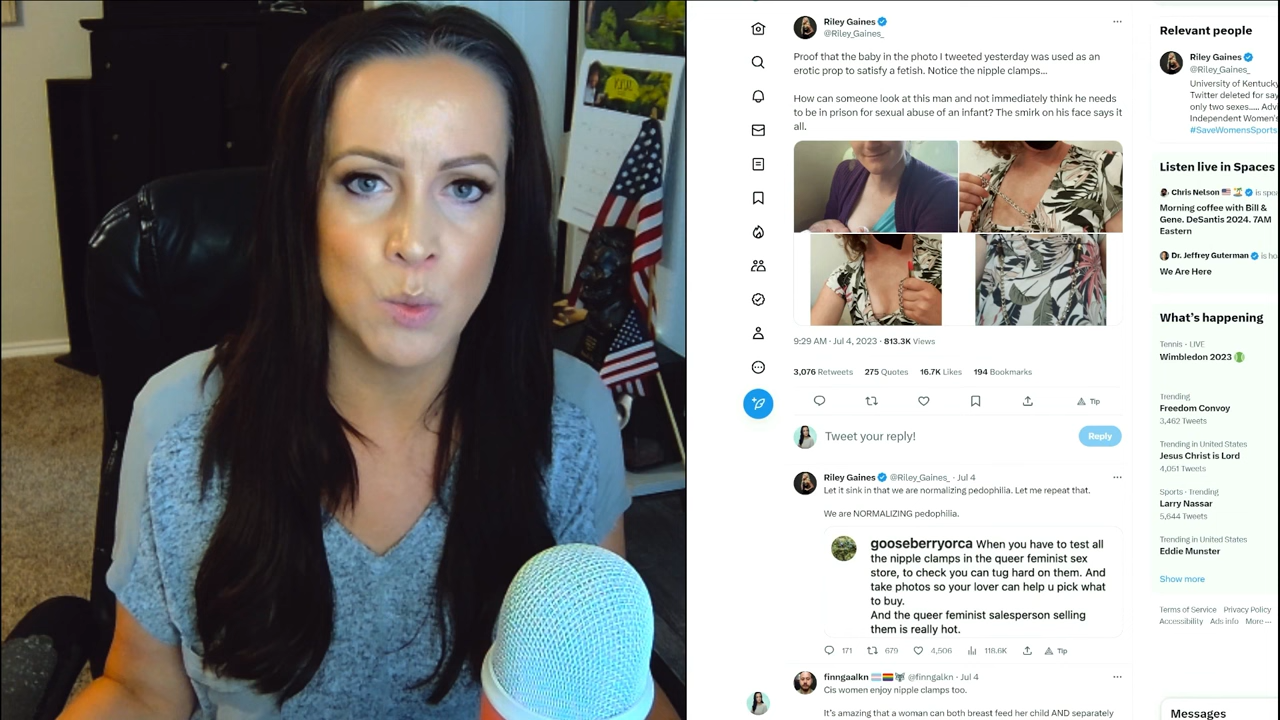 Riley Gaines
@Riley_Gaines_
Proof that the baby in the photo I tweeted yesterday was used as an
erotic prop to satisfy a fetish. Notice the nipple clamps...
How can someone look at this man and not immediately think he needs
to be in prison for sexual abuse of an infant? The smirk on his face says it
all.
9:29 AM · Jul 4, 2023 · 813.3K Views
3,076 Retweets 275 Quotes 16.7K Likes 194 Bookmarks
Tip
Tweet your reply!
Reply
Riley Gaines @Riley_Gaines_ · Jul 4
Let it sink in that we are normalizing pedophilia. Let me repeat that.
We are NORMALIZING pedophilia.
gooseberryorca When you have to test all
the nipple clamps in the queer feminist sex
store, to check you can tug hard on them. And
take photos so your lover can help u pick what
to buy.
And the queer feminist salesperson selling
them is really hot.
171 679 4,506 118.6K Tip
finngaalkn @finngalkn · Jul 4
Cis women enjoy nipple clamps too.
It's amazing that a woman can both breast feed her child AND separately
Relevant people
Riley Gaines
@Riley_Gaines_
University of Kentucky
Twitter deleted for say
only two sexes..... Adv
Independent Women's
#SaveWomensSports
Listen live in Spaces
Chris Nelson is spea
Morning coffee with Bill &
Gene. DeSantis 2024. 7AM
Eastern
Dr. Jeffrey Guterman is ho
We Are Here
What's happening
Tennis · LIVE
Wimbledon 2023
Trending
Freedom Convoy
3,462 Tweets
Trending in United States
Jesus Christ is Lord
4,051 Tweets
Sports · Trending
Larry Nassar
5,644 Tweets
Trending in United States
Eddie Munster
Show more
Terms of Service Privacy Policy
Accessibility Ads info More ···
Messages